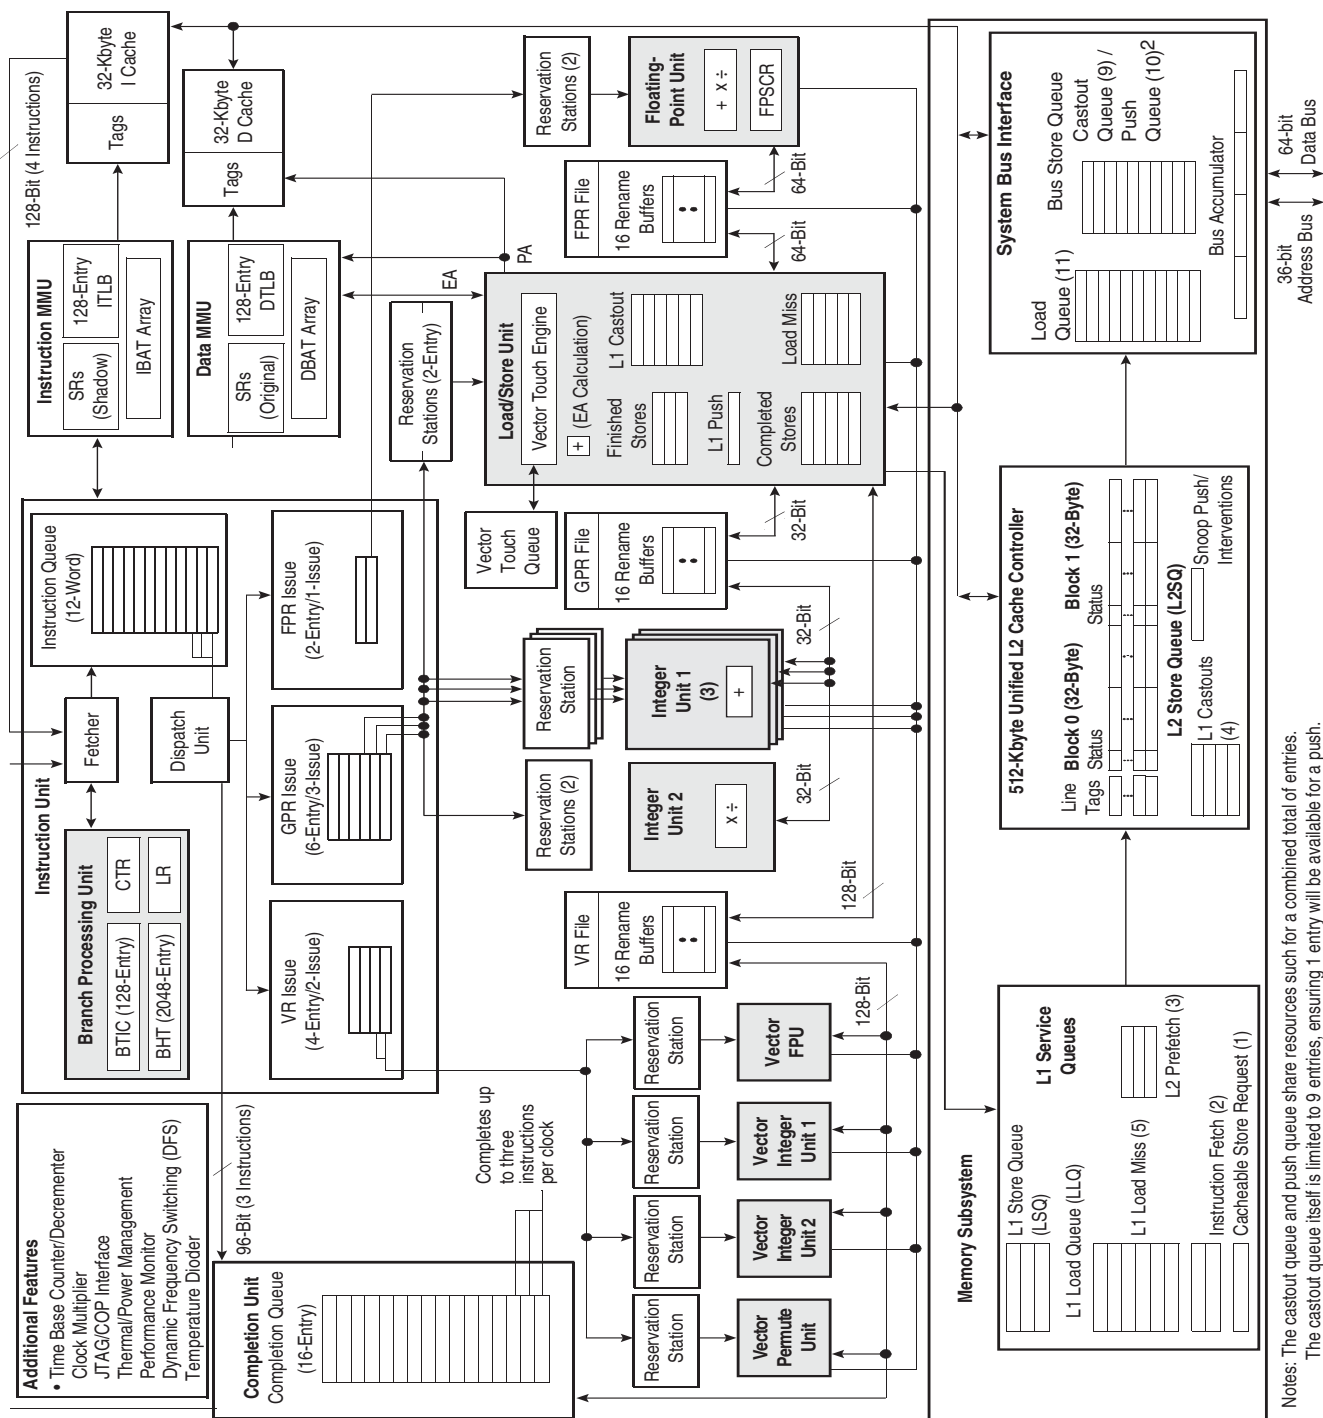 Additional Features
• Time Base Counter/Decrementer
Clock Multiplier
JTAG/COP Interface
Thermal/Power Management
Performance Monitor
Dynamic Frequency Switching (DFS)
Temperature Dioder
Instruction Unit
Branch Processing Unit
BTIC (128-Entry)
CTR
BHT (2048-Entry)
LR
Fetcher
Instruction Queue
(12-Word)
Dispatch
Unit
VR Issue
(4-Entry/2-Issue)
GPR Issue
(6-Entry/3-Issue)
FPR Issue
(2-Entry/1-Issue)
128-Bit (4 Instructions)
Instruction MMU
SRs
(Shadow)
128-Entry
ITLB
IBAT Array
Tags
32-Kbyte
I Cache
Data MMU
SRs
(Original)
128-Entry
DTLB
DBAT Array
Tags
32-Kbyte
D Cache
96-Bit (3 Instructions)
Completion Unit
Completion Queue
(16-Entry)
Completes up
to three
instructions
per clock
EA
PA
Reservation
Stations (2-Entry)
Vector
Touch
Queue
Load/Store Unit
Vector Touch Engine
+
(EA Calculation)
Finished
Stores
L1 Castout
L1 Push
Completed
Stores
Load Miss
Reservation
Station
Reservation
Station
Reservation
Station
Reservation
Station
Vector
Permute
Unit
Vector
Integer
Unit 2
Vector
Integer
Unit 1
Vector
FPU
VR File
16 Rename
Buffers
128-Bit
128-Bit
Reservation
Stations (2)
Integer
Unit 2
x ÷
32-Bit
Reservation
Station
Integer
Unit 1
(3)
+
32-Bit
GPR File
16 Rename
Buffers
32-Bit
FPR File
16 Rename
Buffers
64-Bit
64-Bit
Reservation
Stations (2)
Floating-
Point Unit
+ x ÷
FPSCR
Memory Subsystem
L1 Store Queue
(LSQ)
L1 Service
Queues
L1 Load Queue (LLQ)
L1 Load Miss (5)
L2 Prefetch (3)
Instruction Fetch (2)
Cacheable Store Request (1)
512-Kbyte Unified L2 Cache Controller
Line
Tags
Block 0 (32-Byte)
Status
Block 1 (32-Byte)
Status
L2 Store Queue (L2SQ)
L1 Castouts
(4)
Snoop Push/
Interventions
System Bus Interface
Load
Queue (11)
Bus Store Queue
Castout
Queue (9) /
Push
Queue (10)2
Bus Accumulator
36-bit
Address Bus
64-bit
Data Bus
Notes: The castout queue and push queue share resources such for a combined total of entries.
The castout queue itself is limited to 9 entries, ensuring 1 entry will be available for a push.